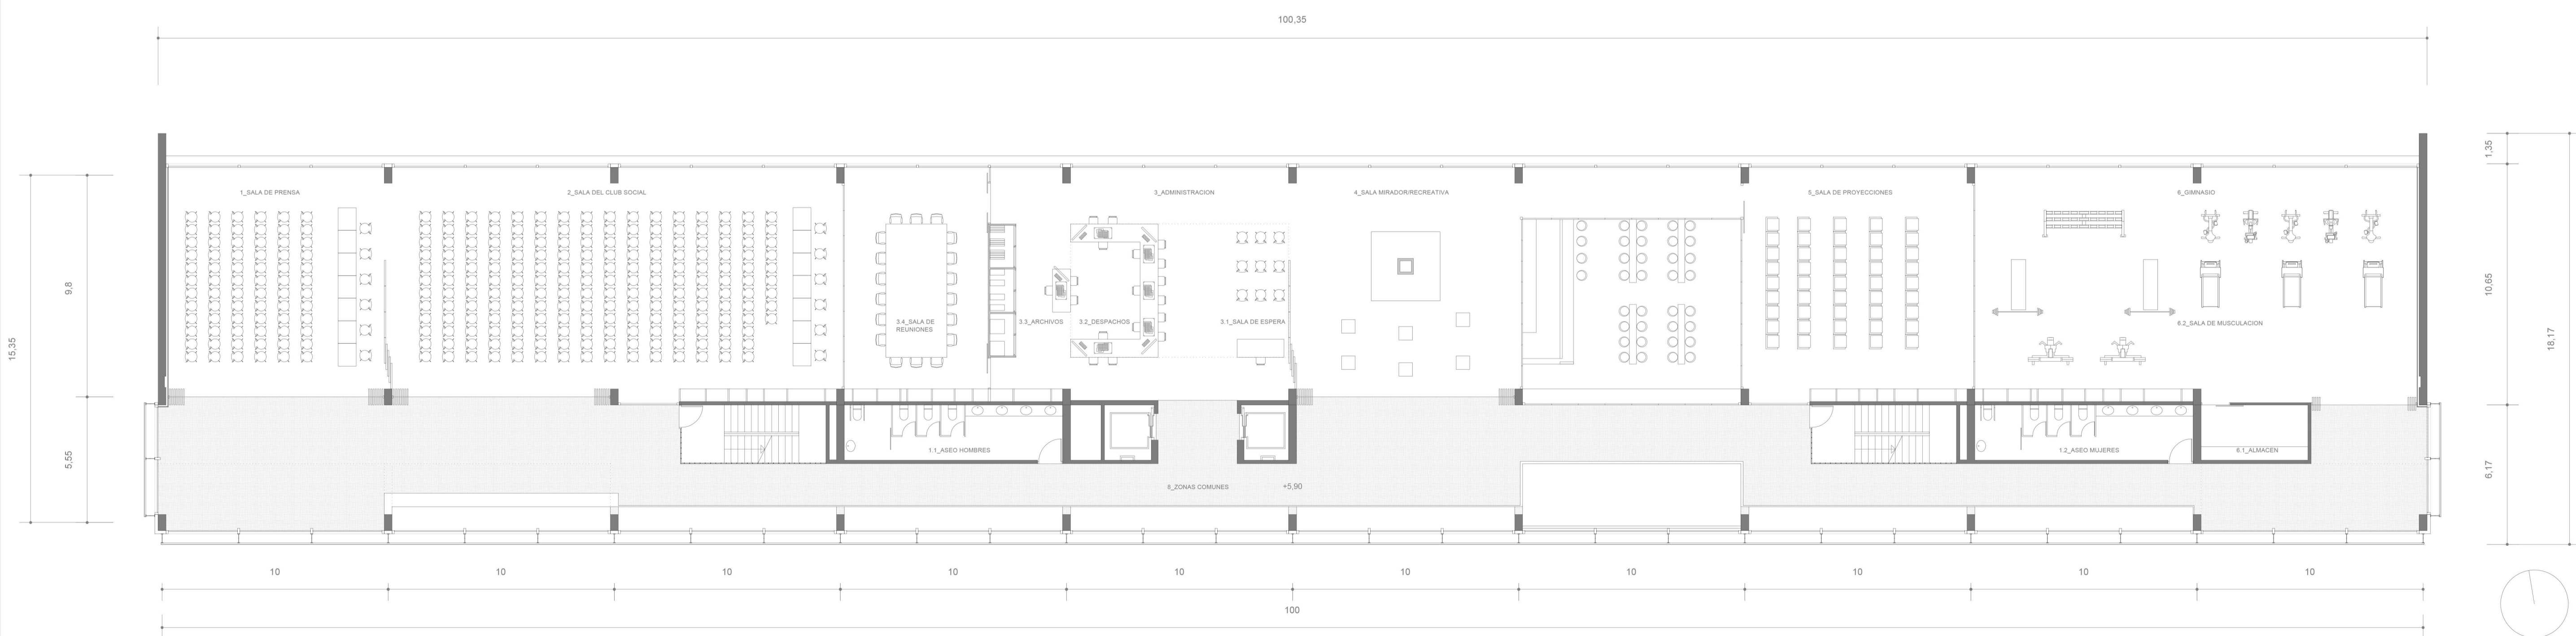 100,35
1_SALA DE PRENSA
2_SALA DEL CLUB SOCIAL
3_ADMINISTRACION
4_SALA MIRADOR/RECREATIVA
5_SALA DE PROYECCIONES
6_GIMNASIO
1,35
9,8
10,65
15,35
18,17
3.4_SALA DE
REUNIONES
3.3_ARCHIVOS
3.2_DESPACHOS
3.1_SALA DE ESPERA
6.2_SALA DE MUSCULACION
5,55
6,17
1.1_ASEO HOMBRES
1.2_ASEO MUJERES
6.1_ALMACEN
8_ZONAS COMUNES
+5,90
10
10
10
10
10
10
10
10
10
10
100